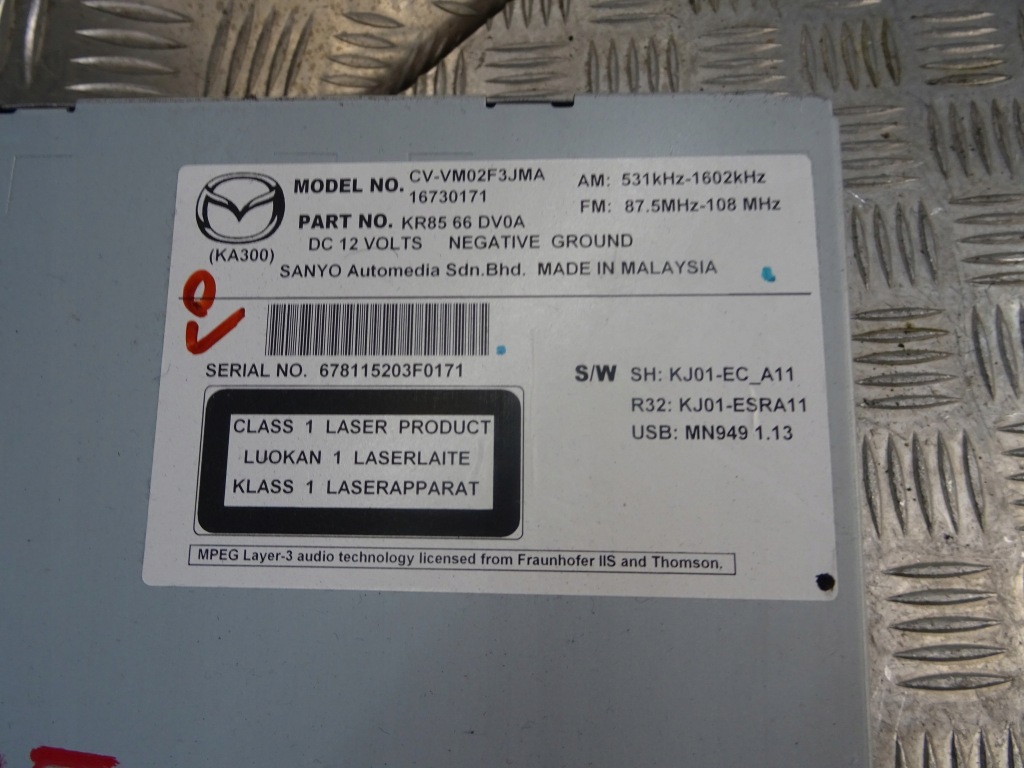 MODEL NO. CV-VM02F3JMA
16730171
AM: 531kHz-1602kHz
FM: 87.5MHz-108 MHz
PART NO. KR85 66 DV0A
DC 12 VOLTS NEGATIVE GROUND
(KA300)
SANYO Automedia Sdn.Bhd. MADE IN MALAYSIA
SERIAL NO. 678115203F0171
S/W SH: KJ01-EC_A11
R32: KJ01-ESRA11
USB: MN949 1.13
CLASS 1 LASER PRODUCT
LUOKAN 1 LASERLAITE
KLASS 1 LASERAPPARAT
MPEG Layer-3 audio technology licensed from Fraunhofer IIS and Thomson.